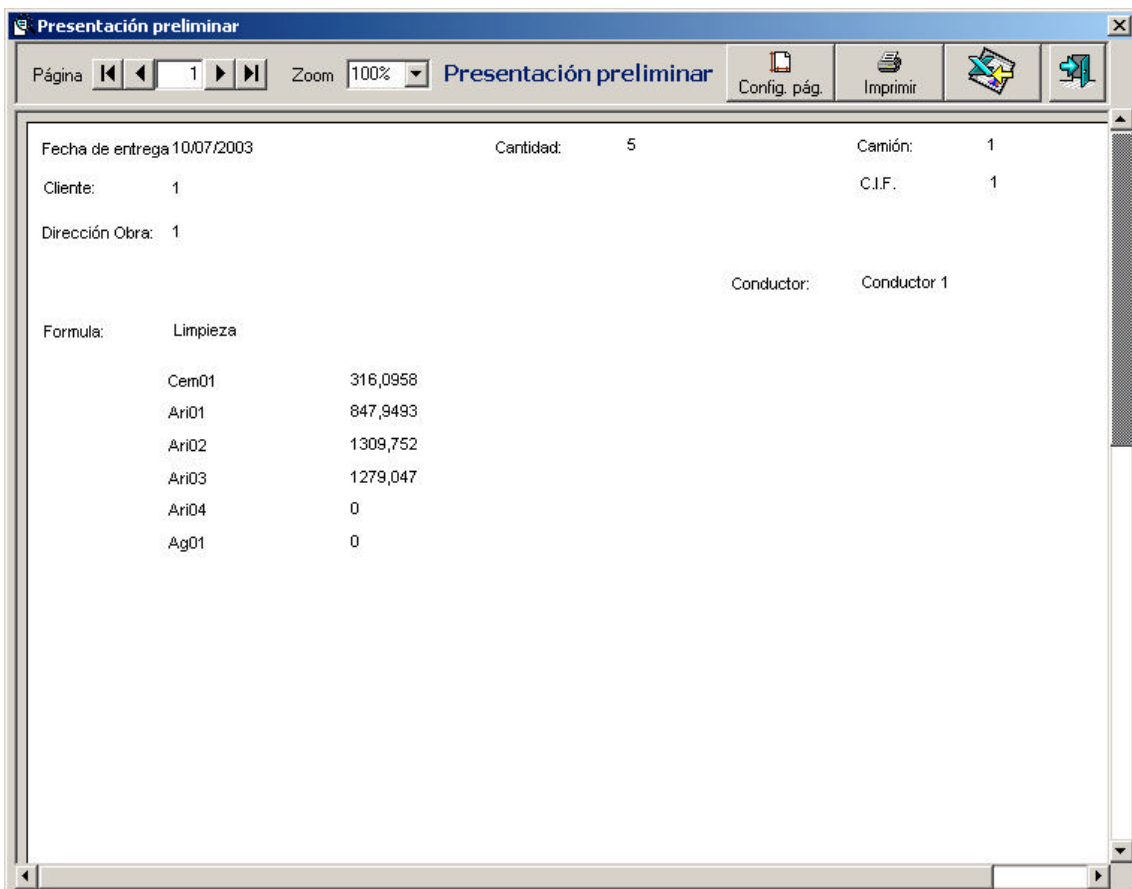 Presentación preliminar
Página 1 Zoom 100% Presentación preliminar Config. pág. Imprimir
Fecha de entrega 10/07/2003 Cantidad: 5 Camión: 1
Cliente: 1 C.I.F. 1
Dirección Obra: 1
Conductor: Conductor 1
Formula: Limpieza
Cem01 316,0958
Ari01 847,9493
Ari02 1309,752
Ari03 1279,047
Ari04 0
Ag01 0